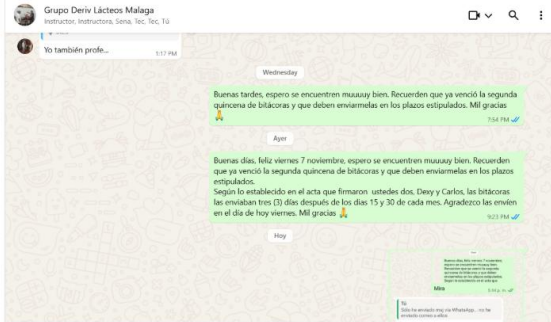 Grupo Deriv Lácteos Malaga
Instructor, Instructora, Sena, Tec, Tec, Tú
Yo también profe...
5:17 PM
Wednesday
Buenas tardes, espero se encuentren muuuuy bien. Recuerden que ya venció la segunda
quincena de bitácoras y que deben enviarmelas en los plazos estipulados. Mil gracias
🙏
7:54 PM
Ayer
Buenas días, feliz viernes 7 noviembre, espero se encuentren muuuuy bien. Recuerden
que ya venció la segunda quincena de bitácoras y que deben enviarmelas en los plazos
estipulados.
Según lo establecido en el acta que firmaron ustedes dos, Dexy y Carlos, las bitácoras
las enviaban tres (3) días después de los días 15 y 30 de cada mes. Agradezco las envíen
en el día de hoy viernes. Mil gracias 🙏
9:23 PM
Hoy
Mira
Tú